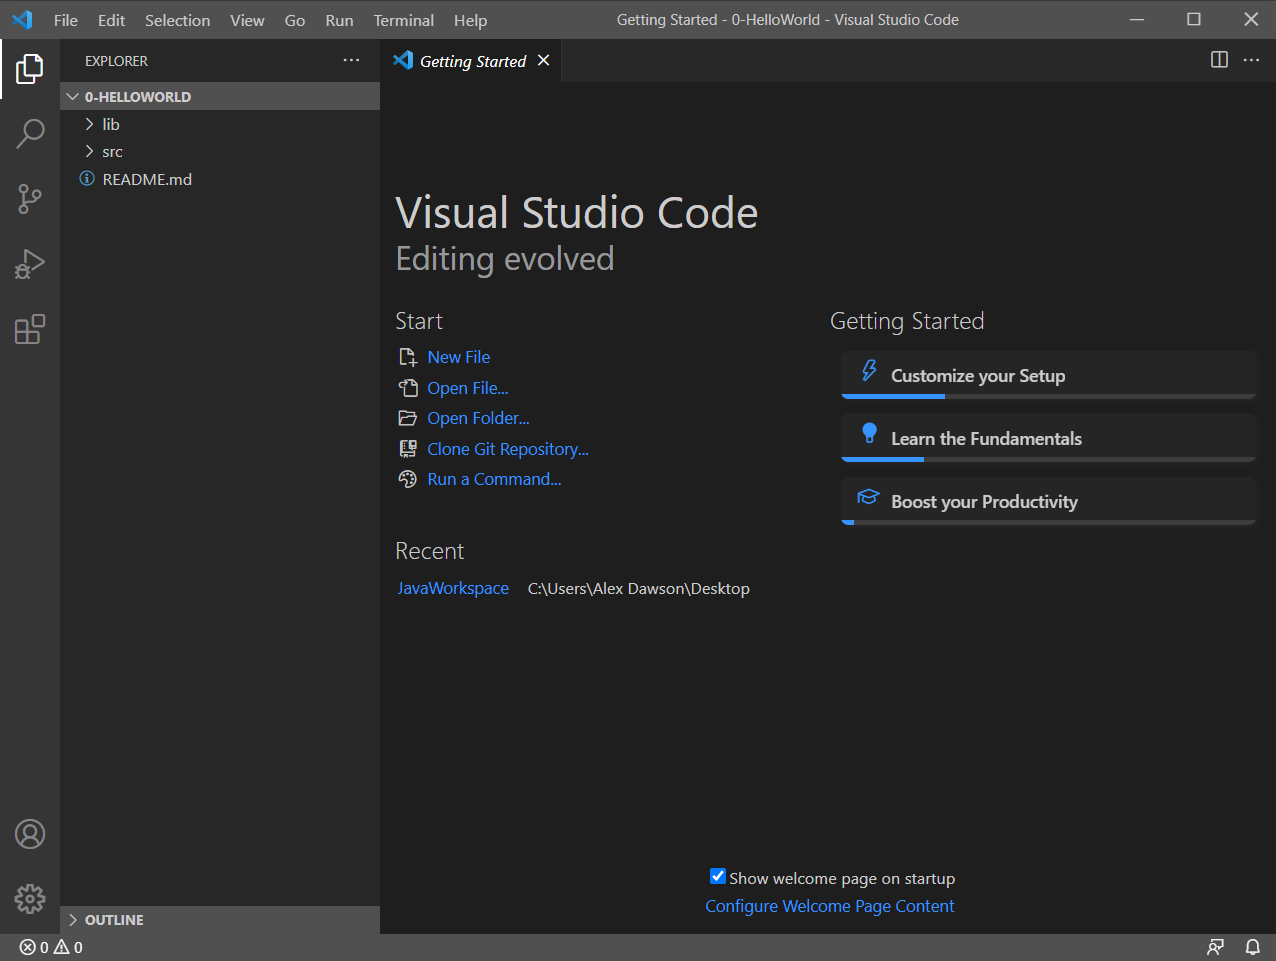 File Edit Selection View Go Run Terminal Help Getting Started - 0-HelloWorld - Visual Studio Code
EXPLORER
Getting Started
0-HELLOWORLD
lib
src
README.md
Visual Studio Code
Editing evolved
Start
New File
Open File...
Open Folder...
Clone Git Repository...
Run a Command...
Getting Started
Customize your Setup
Learn the Fundamentals
Boost your Productivity
Recent
JavaWorkspace C:\Users\Alex Dawson\Desktop
Show welcome page on startup
Configure Welcome Page Content
OUTLINE
0 0